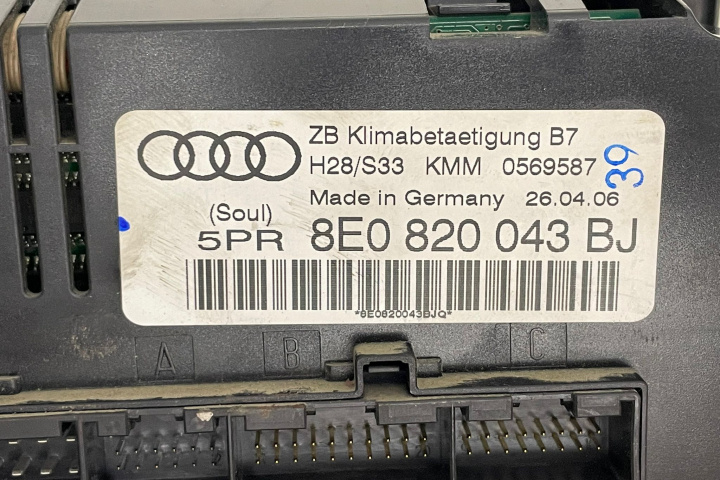 ZB Klimabetaetigung B7
H28/S33 KMM 0569587
39
Made in Germany 26.04.06
(Soul)
5PR 8E0 820 043 BJ
*8E0820043BJQ*
A B C